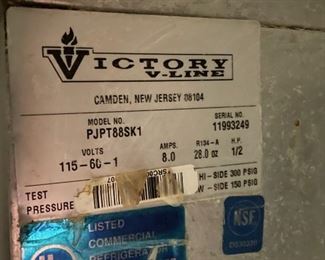 VICTORY
V-LINE
CAMDEN, NEW JERSEY 08104
MODEL NO. SERIAL NO.
PJPT88SK1 11993249
VOLTS AMPS. R134-A H.P.
115-60-1 8.0 28.0 oz 1/2
TEST HI-SIDE 300 PSIG
PRESSURE W-SIDE 150 PSIG
NSF
LISTED
COMMERCIAL
REFRIGERATOR